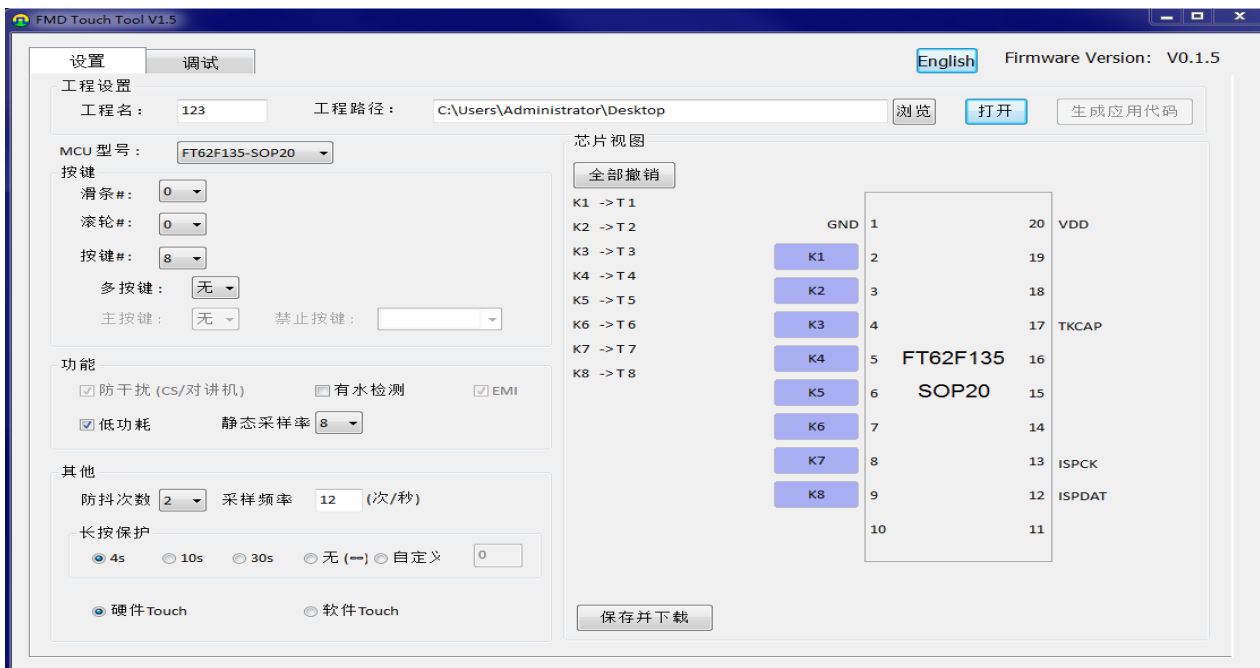 FMD Touch Tool V1.5
设置 调试 English Firmware Version: V0.1.5
工程设置
工程名: 123 工程路径: C:\Users\Administrator\Desktop 浏览 打开 生成应用代码
MCU型号: FT62F135-SOP20
按键
滑条#: 0
滚轮#: 0
按键#: 8
多按键: 无
主按键: 无 禁止按键:
功能
防干扰(CS/对讲机) 有水检测 EMI
低功耗 静态采样率 8
其他
防抖次数 2 采样频率 12 (次/秒)
长按保护
4s 10s 30s 无(∞) 自定义 0
硬件Touch 软件Touch
芯片视图
全部撤销
K1 ->T1
K2 ->T2
K3 ->T3
K4 ->T4
K5 ->T5
K6 ->T6
K7 ->T7
K8 ->T8
GND 1 20 VDD
K1 2 19
K2 3 18
K3 4 17 TKCAP
K4 5 FT62F135 16
K5 6 SOP20 15
K6 7 14
K7 8 13 ISPCK
K8 9 12 ISPDAT
10 11
保存并下载